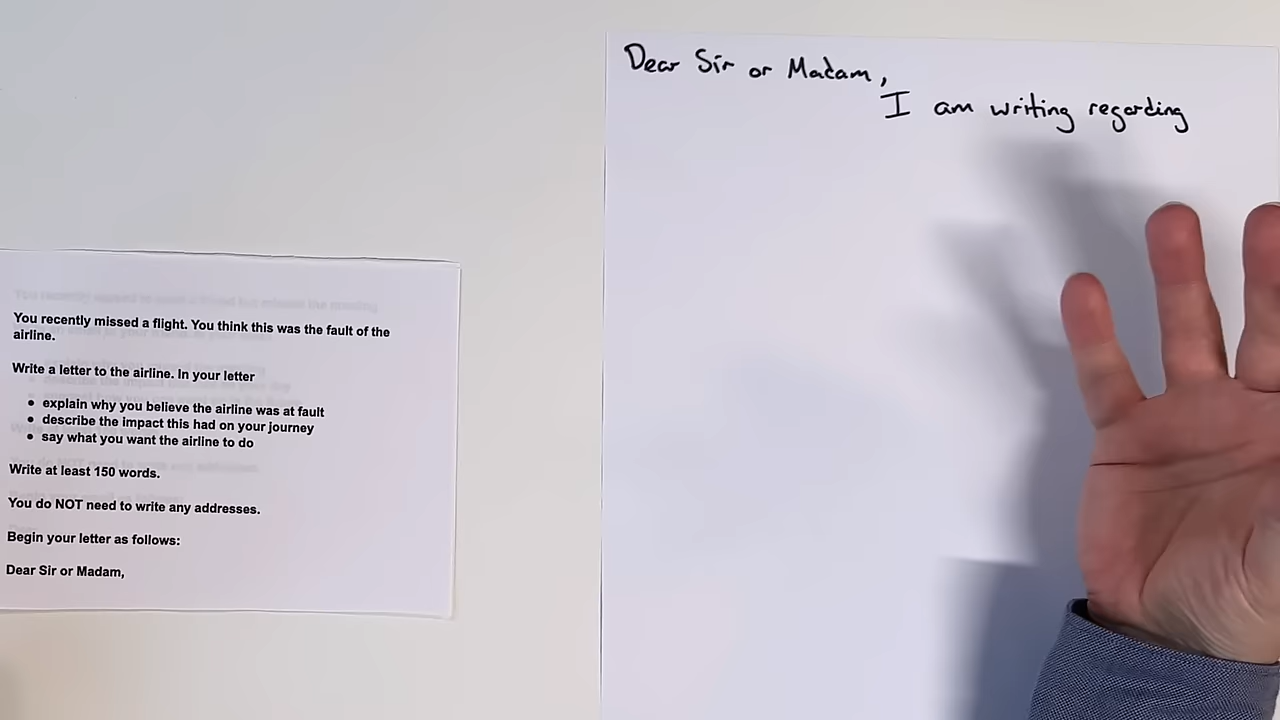 Dear Sir or Madam,
I am writing regarding
You recently missed a flight. You think this was the fault of the
airline.
Write a letter to the airline. In your letter
• explain why you believe the airline was at fault
• describe the impact this had on your journey
• say what you want the airline to do
Write at least 150 words.
You do NOT need to write any addresses.
Begin your letter as follows:
Dear Sir or Madam,